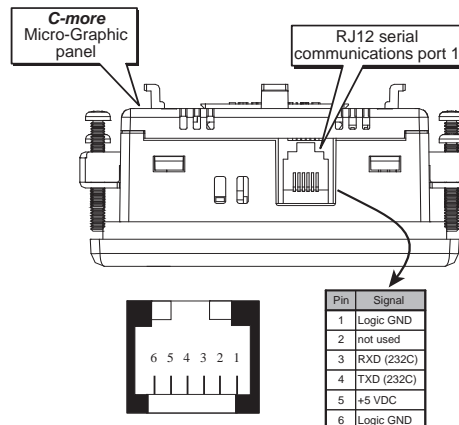 C-more
Micro-Graphic
panel
RJ12 serial
communications port 1
6 5 4 3 2 1
Pin Signal
1 Logic GND
2 not used
3 RXD (232C)
4 TXD (232C)
5 +5 VDC
6 Logic GND